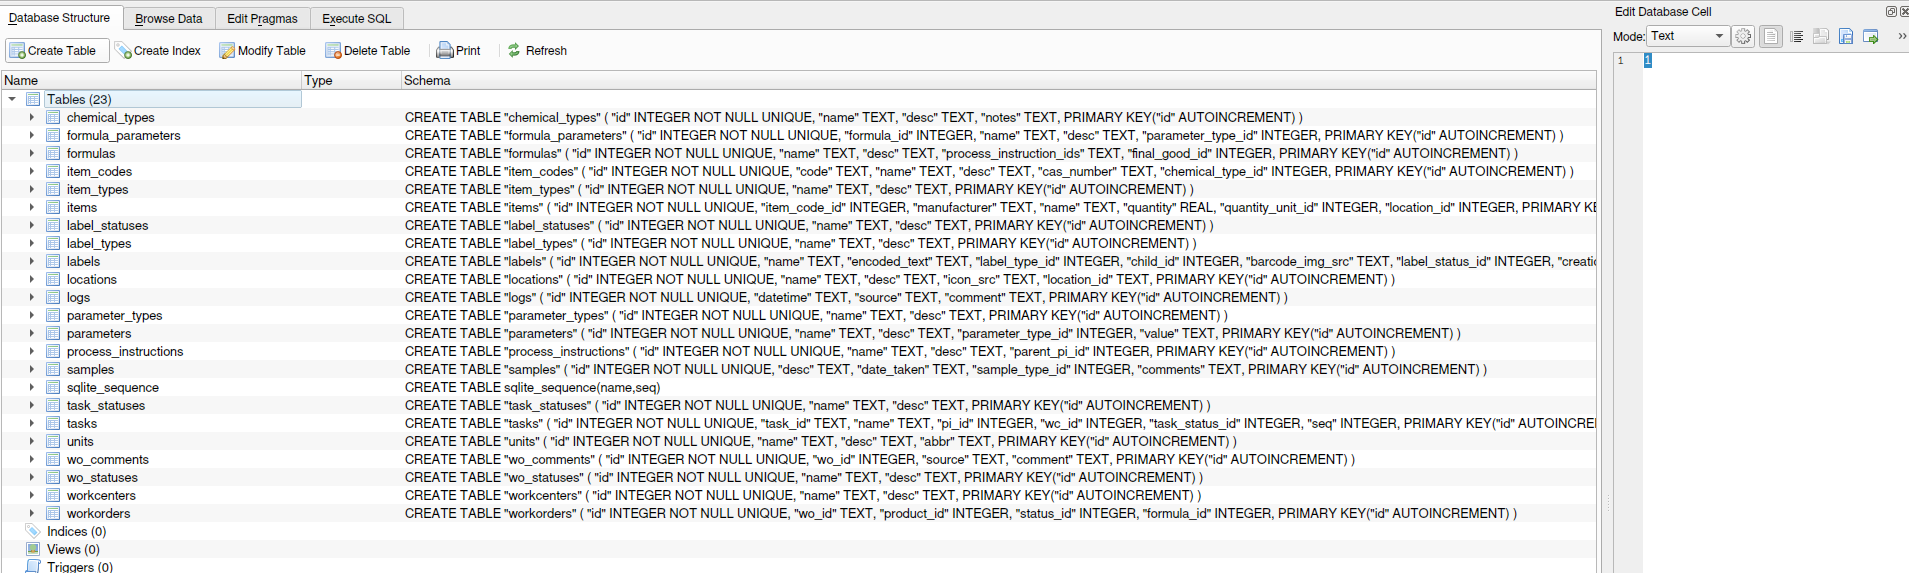 Database Structure Browse Data Edit Pragmas Execute SQL
Create Table Create Index Modify Table Delete Table Print Refresh
Name Type Schema
Tables (23)
chemical_types CREATE TABLE "chemical_types" ( "id" INTEGER NOT NULL UNIQUE, "name" TEXT, "desc" TEXT, "notes" TEXT, PRIMARY KEY("id" AUTOINCREMENT) )
formula_parameters CREATE TABLE "formula_parameters" ( "id" INTEGER NOT NULL UNIQUE, "formula_id" INTEGER, "name" TEXT, "desc" TEXT, "parameter_type_id" INTEGER, PRIMARY KEY("id" AUTOINCREMENT) )
formulas CREATE TABLE "formulas" ( "id" INTEGER NOT NULL UNIQUE, "name" TEXT, "desc" TEXT, "process_instruction_ids" TEXT, "final_good_id" INTEGER, PRIMARY KEY("id" AUTOINCREMENT) )
item_codes CREATE TABLE "item_codes" ( "id" INTEGER NOT NULL UNIQUE, "code" TEXT, "name" TEXT, "desc" TEXT, "cas_number" TEXT, "chemical_type_id" INTEGER, PRIMARY KEY("id" AUTOINCREMENT) )
item_types CREATE TABLE "item_types" ( "id" INTEGER NOT NULL UNIQUE, "name" TEXT, "desc" TEXT, PRIMARY KEY("id" AUTOINCREMENT) )
items CREATE TABLE "items" ( "id" INTEGER NOT NULL UNIQUE, "item_code_id" INTEGER, "manufacturer" TEXT, "name" TEXT, "quantity" REAL, "quantity_unit_id" INTEGER, "location_id" INTEGER, PRIMARY KE
label_statuses CREATE TABLE "label_statuses" ( "id" INTEGER NOT NULL UNIQUE, "name" TEXT, "desc" TEXT, PRIMARY KEY("id" AUTOINCREMENT) )
label_types CREATE TABLE "label_types" ( "id" INTEGER NOT NULL UNIQUE, "name" TEXT, "desc" TEXT, PRIMARY KEY("id" AUTOINCREMENT) )
labels CREATE TABLE "labels" ( "id" INTEGER NOT NULL UNIQUE, "name" TEXT, "encoded_text" TEXT, "label_type_id" INTEGER, "child_id" INTEGER, "barcode_img_src" TEXT, "label_status_id" INTEGER, "creatio
locations CREATE TABLE "locations" ( "id" INTEGER NOT NULL UNIQUE, "name" TEXT, "desc" TEXT, "icon_src" TEXT, "location_id" TEXT, PRIMARY KEY("id" AUTOINCREMENT) )
logs CREATE TABLE "logs" ( "id" INTEGER NOT NULL UNIQUE, "datetime" TEXT, "source" TEXT, "comment" TEXT, PRIMARY KEY("id" AUTOINCREMENT) )
parameter_types CREATE TABLE "parameter_types" ( "id" INTEGER NOT NULL UNIQUE, "name" TEXT, "desc" TEXT, PRIMARY KEY("id" AUTOINCREMENT) )
parameters CREATE TABLE "parameters" ( "id" INTEGER NOT NULL UNIQUE, "name" TEXT, "desc" TEXT, "parameter_type_id" INTEGER, "value" TEXT, PRIMARY KEY("id" AUTOINCREMENT) )
process_instructions CREATE TABLE "process_instructions" ( "id" INTEGER NOT NULL UNIQUE, "name" TEXT, "desc" TEXT, "parent_pi_id" INTEGER, PRIMARY KEY("id" AUTOINCREMENT) )
samples CREATE TABLE "samples" ( "id" INTEGER NOT NULL UNIQUE, "desc" TEXT, "date_taken" TEXT, "sample_type_id" INTEGER, "comments" TEXT, PRIMARY KEY("id" AUTOINCREMENT) )
sqlite_sequence CREATE TABLE sqlite_sequence(name,seq)
task_statuses CREATE TABLE "task_statuses" ( "id" INTEGER NOT NULL UNIQUE, "name" TEXT, "desc" TEXT, PRIMARY KEY("id" AUTOINCREMENT) )
tasks CREATE TABLE "tasks" ( "id" INTEGER NOT NULL UNIQUE, "task_id" TEXT, "name" TEXT, "pi_id" INTEGER, "wc_id" INTEGER, "task_status_id" INTEGER, "seq" INTEGER, PRIMARY KEY("id" AUTOINCREI
units CREATE TABLE "units" ( "id" INTEGER NOT NULL UNIQUE, "name" TEXT, "desc" TEXT, "abbr" TEXT, PRIMARY KEY("id" AUTOINCREMENT) )
wo_comments CREATE TABLE "wo_comments" ( "id" INTEGER NOT NULL UNIQUE, "wo_id" INTEGER, "source" TEXT, "comment" TEXT, PRIMARY KEY("id" AUTOINCREMENT) )
wo_statuses CREATE TABLE "wo_statuses" ( "id" INTEGER NOT NULL UNIQUE, "name" TEXT, "desc" TEXT, PRIMARY KEY("id" AUTOINCREMENT) )
workcenters CREATE TABLE "workcenters" ( "id" INTEGER NOT NULL UNIQUE, "name" TEXT, "desc" TEXT, PRIMARY KEY("id" AUTOINCREMENT) )
workorders CREATE TABLE "workorders" ( "id" INTEGER NOT NULL UNIQUE, "wo_id" TEXT, "product_id" INTEGER, "status_id" INTEGER, "formula_id" INTEGER, PRIMARY KEY("id" AUTOINCREMENT) )
Indices (0)
Views (0)
Triggers (0)
Edit Database Cell
Mode: Text »
1 1